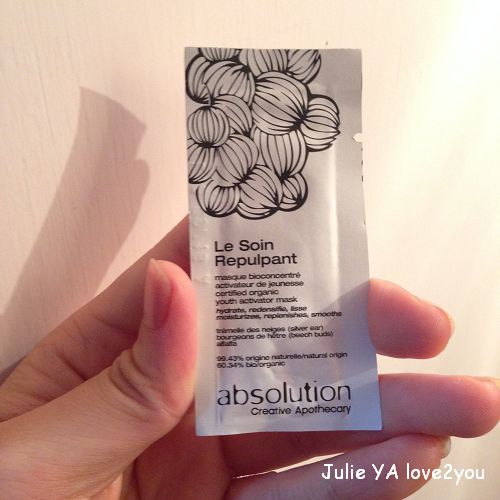 Le Soin
Repulpant
masque bioconcentré
activateur de jeunesse
certified organic
youth activator mask
hydrate, redensifie, lisse
moisturizes, replenishes, smooths
trémelle des neiges (silver ear)
bourgeons de hêtre (beech buds)
alfalfa
99.43% origine naturelle/natural origin
60.34% bio/organic
absolution
Creative Apothecary
Julie YA love2you